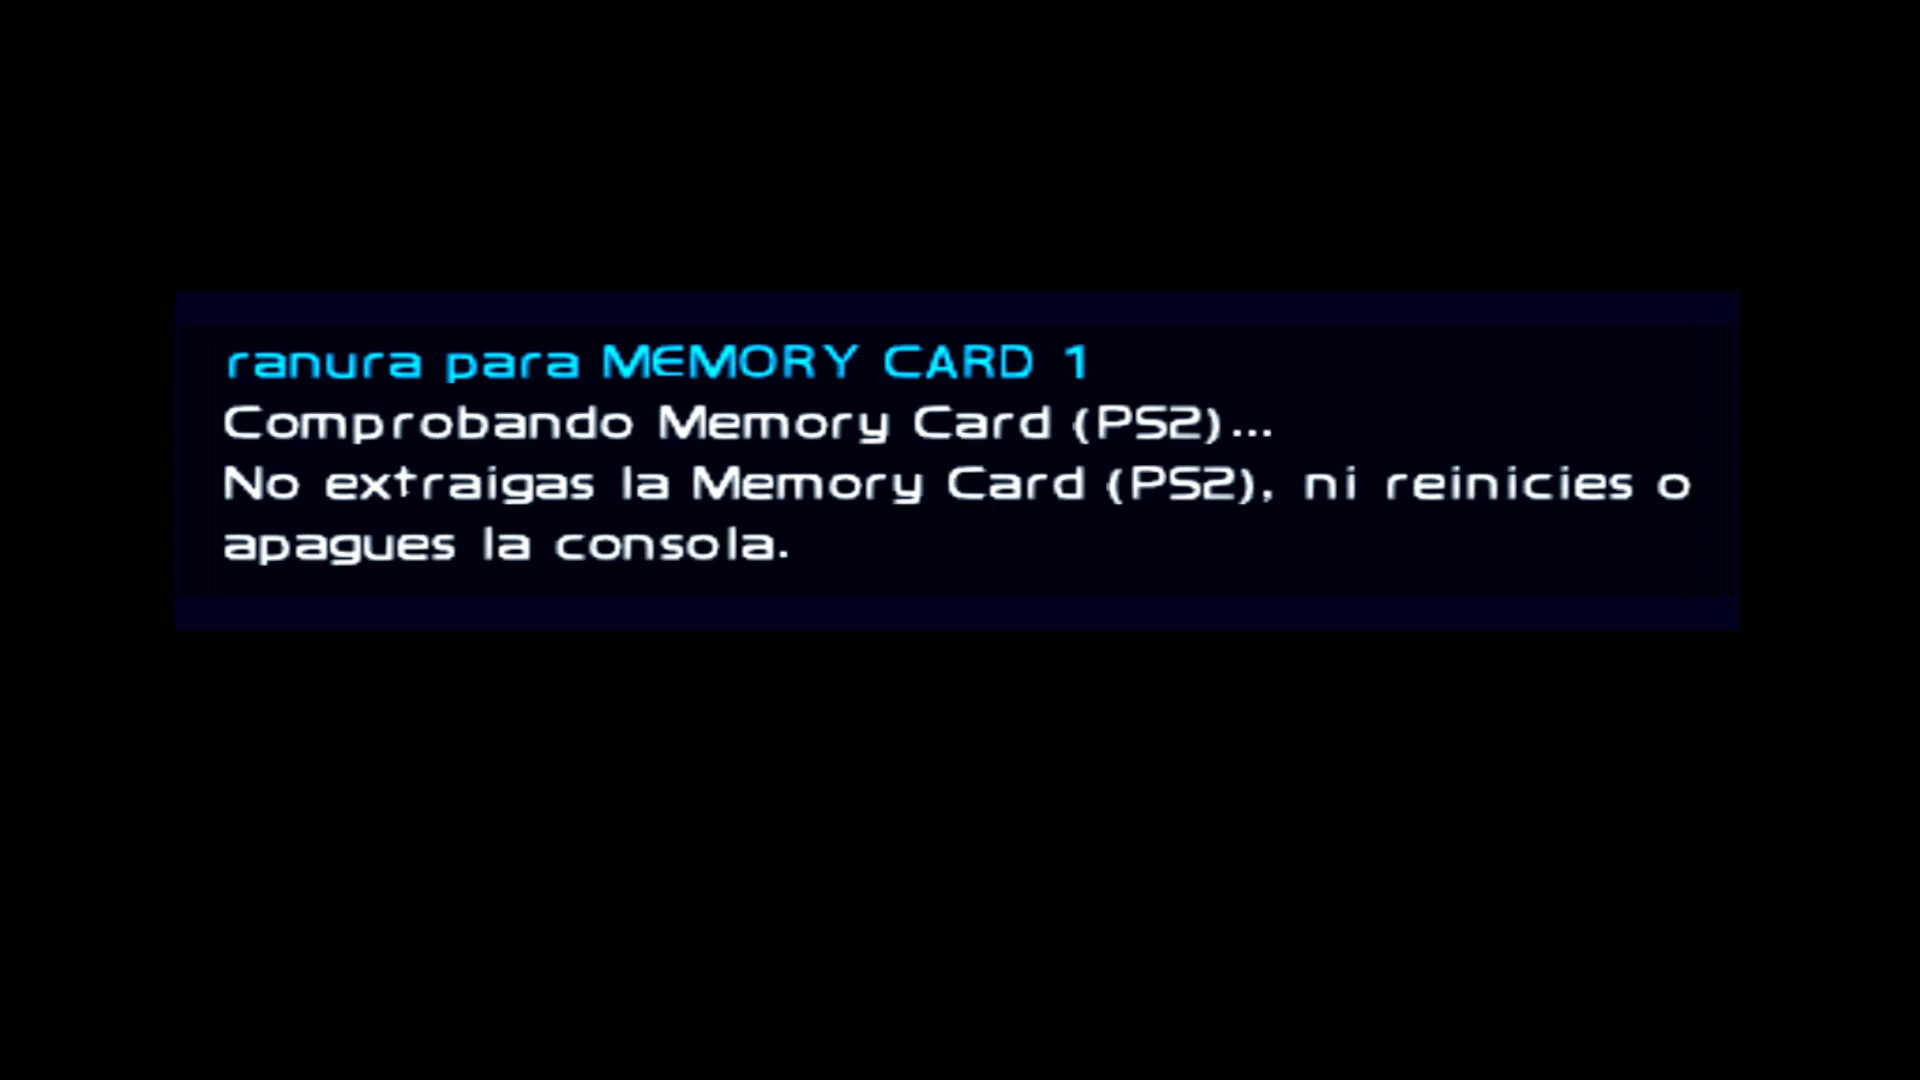 ranura para MEMORY CARD 1
Comprobando Memory Card (PS2)...
No extraigas la Memory Card (PS2), ni reinicies o
apagues la consola.